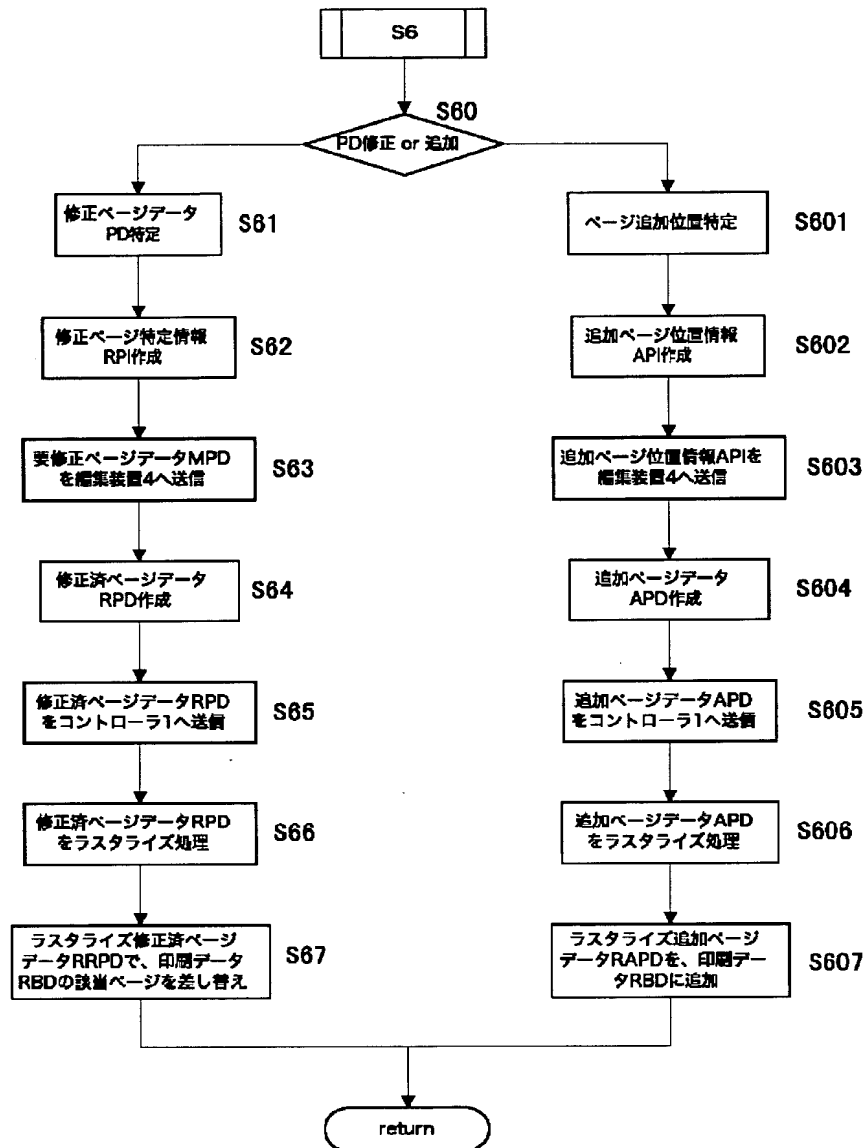 S6
S60
PD修正 or 追加
修正ページデータ
PD特定
S61
修正ページ特定情報
RPI作成
S62
要修正ページデータMPD
を編集装置4へ送信
S63
修正済ページデータ
RPD作成
S64
修正済ページデータRPD
をコントローラ1へ送信
S65
修正済ページデータRPD
をラスタライズ処理
S66
ラスタライズ修正済ページ
データRRPDで、印刷データ
RBDの該当ページを差し替え
S67
ページ追加位置特定
S601
追加ページ位置情報
API作成
S602
追加ページ位置情報APIを
編集装置4へ送信
S603
追加ページデータ
APD作成
S604
追加ページデータAPD
をコントローラ1へ送信
S605
追加ページデータAPD
をラスタライズ処理
S606
ラスタライズ追加ページ
データRAPDを、印刷デー
タRBDに追加
S607
return